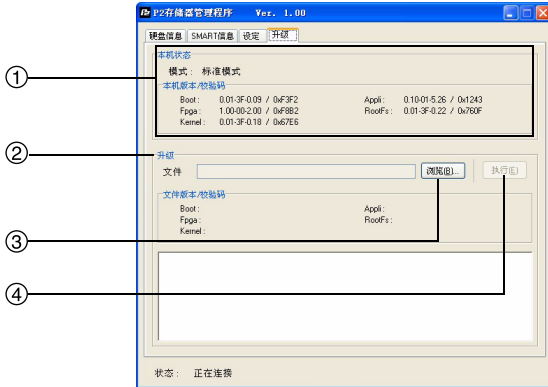 P2存储器管理程序 Ver. 1.00
硬盘信息 SMART信息 设定 升级
本机状态
模式： 标准模式
本机版本/校验码
Boot : 0.01-3F-0.09 / 0xF3F2 Appli : 0.10-01-5.26 / 0x1243
Fpga : 1.00-00-2.00 / 0xF8B2 RootFs : 0.01-3F-0.22 / 0x760F
Kernel : 0.01-3F-0.18 / 0x67E6
升级
文件 浏览(B)... 执行(E)
文件版本/校验码
Boot : Appli :
Fpga : RootFs :
Kernel :
状态： 正在连接
①
②
③
④